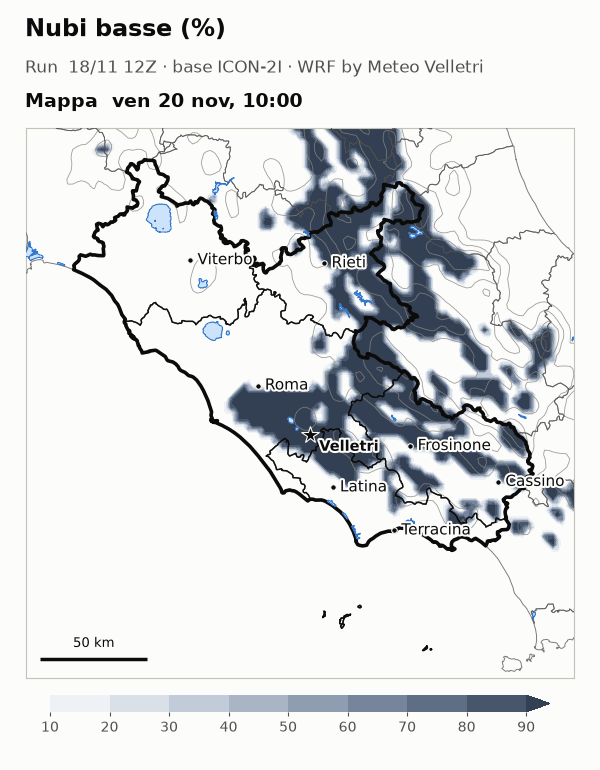 Nubi basse (%)
Run  18/11 12Z · base ICON-2I · WRF by Meteo Velletri
Mappa  ven 20 nov, 10:00
Viterbo
Rieti
Roma
Velletri
Frosinone
Latina
Cassino
Terracina
50 km
10 20 30 40 50 60 70 80 90